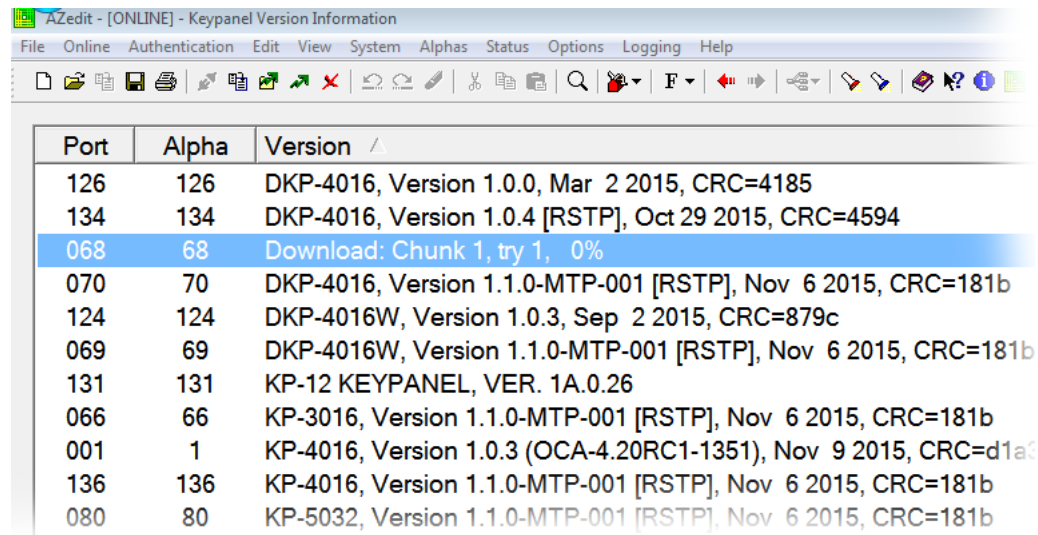 AZedit - [ONLINE] - Keypanel Version Information
File Online Authentication Edit View System Alphas Status Options Logging Help
F
Port Alpha Version
126 126 DKP-4016, Version 1.0.0, Mar 2 2015, CRC=4185
134 134 DKP-4016, Version 1.0.4 [RSTP], Oct 29 2015, CRC=4594
068 68 Download: Chunk 1, try 1, 0%
070 70 DKP-4016, Version 1.1.0-MTP-001 [RSTP], Nov 6 2015, CRC=181b
124 124 DKP-4016W, Version 1.0.3, Sep 2 2015, CRC=879c
069 69 DKP-4016W, Version 1.1.0-MTP-001 [RSTP], Nov 6 2015, CRC=181b
131 131 KP-12 KEYPANEL, VER. 1A.0.26
066 66 KP-3016, Version 1.1.0-MTP-001 [RSTP], Nov 6 2015, CRC=181b
001 1 KP-4016, Version 1.0.3 (OCA-4.20RC1-1351), Nov 9 2015, CRC=d1a3
136 136 KP-4016, Version 1.1.0-MTP-001 [RSTP], Nov 6 2015, CRC=181b
080 80 KP-5032, Version 1.1.0-MTP-001 [RSTP], Nov 6 2015, CRC=181b